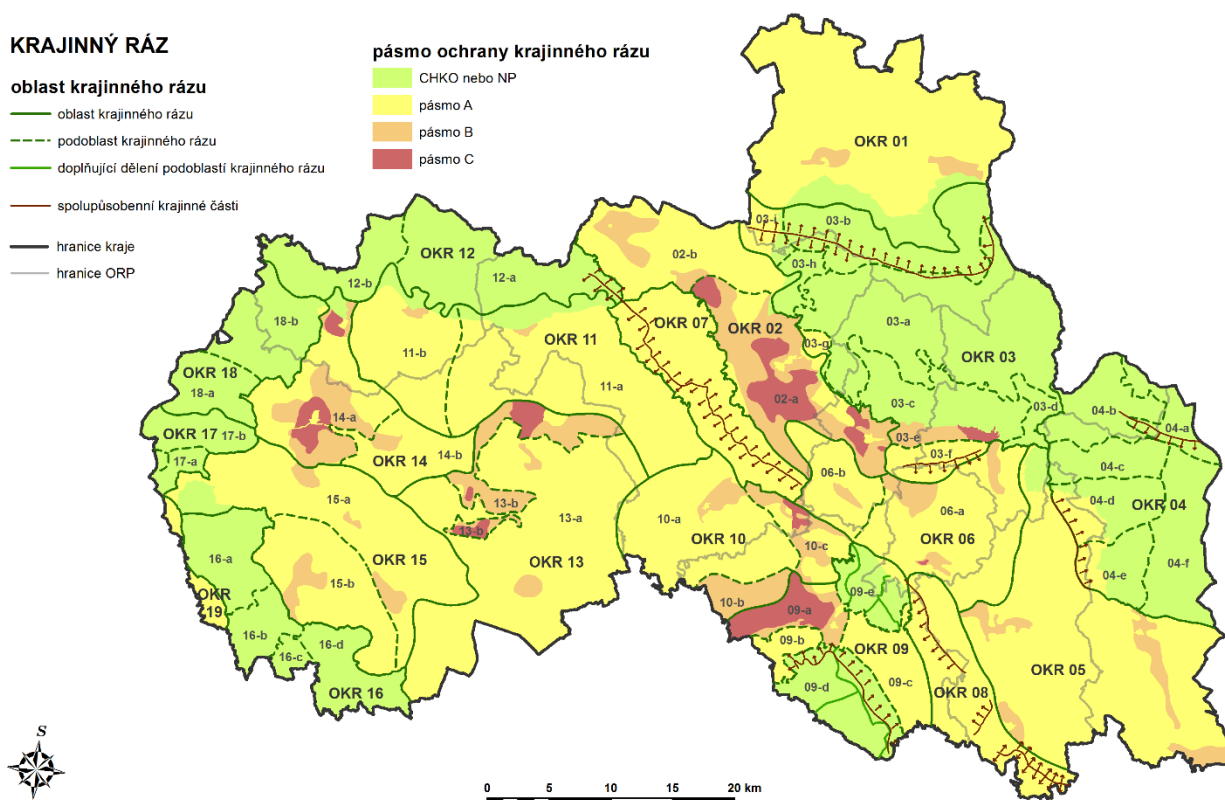 KRAJINNÝ RÁZ
oblast krajinného rázu
oblast krajinného rázu
podoblast krajinného rázu
doplňující dělení podoblastí krajinného rázu
spolupůsobenní krajinné části
hranice kraje
hranice ORP
pásmo ochrany krajinného rázu
CHKO nebo NP
pásmo A
pásmo B
pásmo C
OKR 01
03-i
03-b
03-h
02-b
OKR 12
12-a
12-b
18-b
OKR 07
OKR 02
03-a
03-g
OKR 03
OKR 11
11-b
11-a
OKR 18
18-a
02-a
03-c
03-d
04-b
04-a
14-a
OKR 17
17-b
17-a
OKR 14
14-b
03-e
03-f
04-c
06-b
15-a
13-b
13-a
13-b
10-a
OKR 10
10-c
06-a
OKR 06
04-d
OKR 04
04-e
04-f
16-a
OKR 15
OKR 13
15-b
OKR 19
09-e
10-b
09-a
16-b
16-d
16-c
OKR 16
09-b
OKR 09
09-c
09-d
OKR 08
OKR 05
S
0
5
10
15
20 km